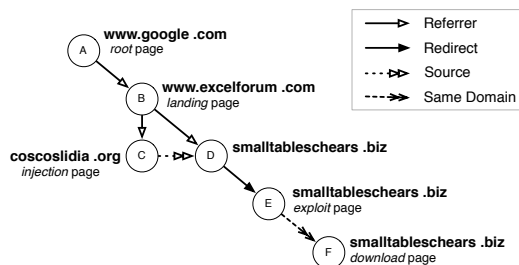 www.google .com
A
root page
www.excelforum .com
B
landing page
coscoslidia .org
C
injection page
D
smalltableschears .biz
smalltableschears .biz
E
exploit page
smalltableschears .biz
F
download page
Referrer
Redirect
Source
Same Domain